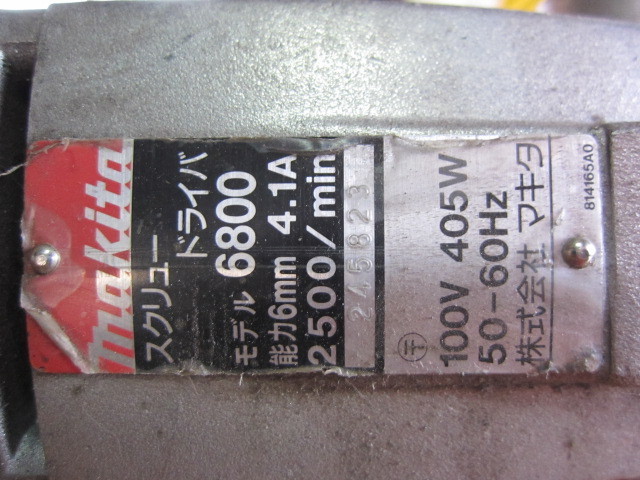 makita
スクリュー
ドライバ
モデル 6800
能力6mm 4.1A
2500/min
245823
〒
100V 405W
50-60Hz
株式会社 マキタ
814165A0